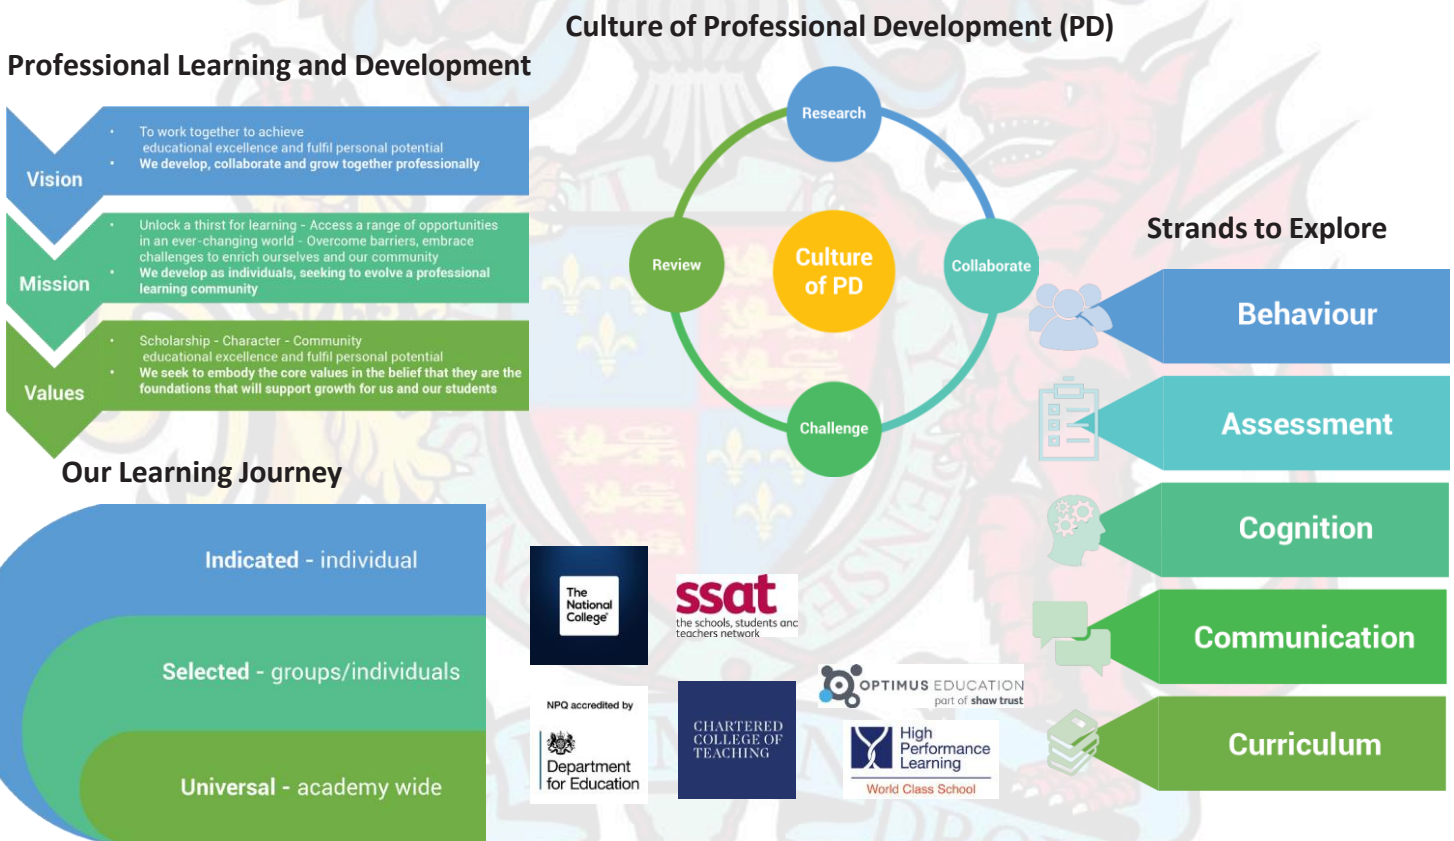 Culture of Professional Development (PD)
Professional Learning and Development
Vision
• To work together to achieve
educational excellence and fulfil personal potential
• We develop, collaborate and grow together professionally
Mission
• Unlock a thirst for learning - Access a range of opportunities
in an ever-changing world - Overcome barriers, embrace
challenges to enrich ourselves and our community
• We develop as individuals, seeking to evolve a professional
learning community
Values
• Scholarship - Character - Community
educational excellence and fulfil personal potential
• We seek to embody the core values in the belief that they are the
foundations that will support growth for us and our students
Research
Review
Culture
of PD
Collaborate
Challenge
Strands to Explore
Behaviour
Assessment
Cognition
Communication
Curriculum
Our Learning Journey
Indicated - individual
Selected - groups/individuals
Universal - academy wide
The
National
College
ssat
the schools, students and
teachers network
OPTIMUS EDUCATION
part of shaw trust
NPQ accredited by
Department
for Education
CHARTERED
COLLEGE OF
TEACHING
High
Performance
Learning
World Class School